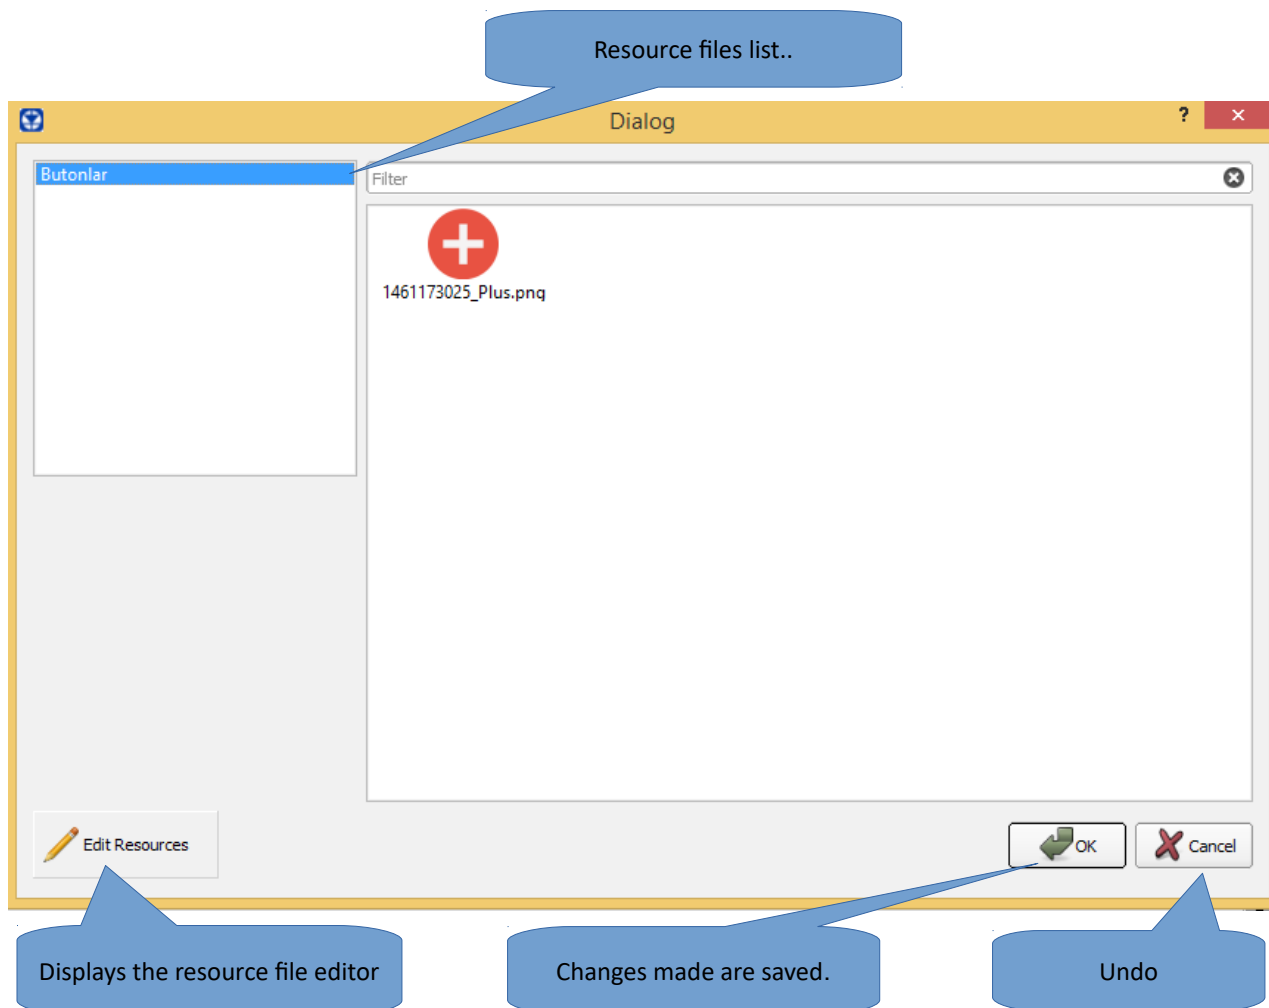 Resource files list..
Dialog
?
Butonlar
Filter
1461173025_Plus.png
Edit Resources
OK
Cancel
Displays the resource file editor
Changes made are saved.
Undo